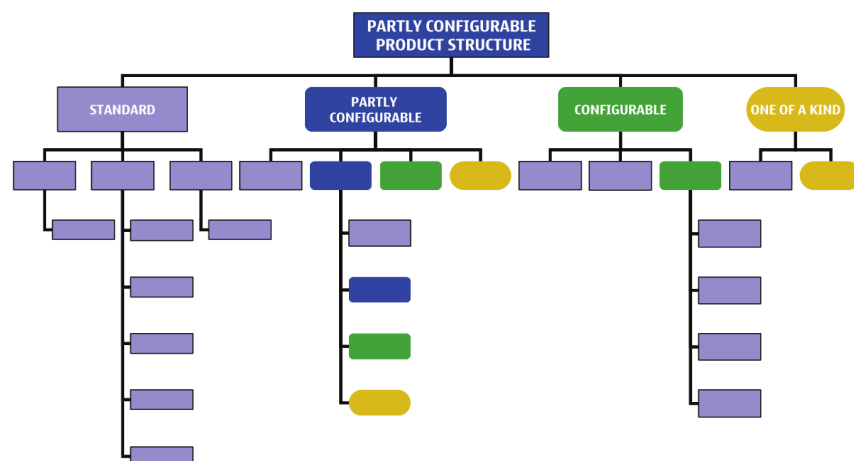 PARTLY CONFIGURABLE
PRODUCT STRUCTURE
STANDARD
PARTLY
CONFIGURABLE
CONFIGURABLE
ONE OF A KIND